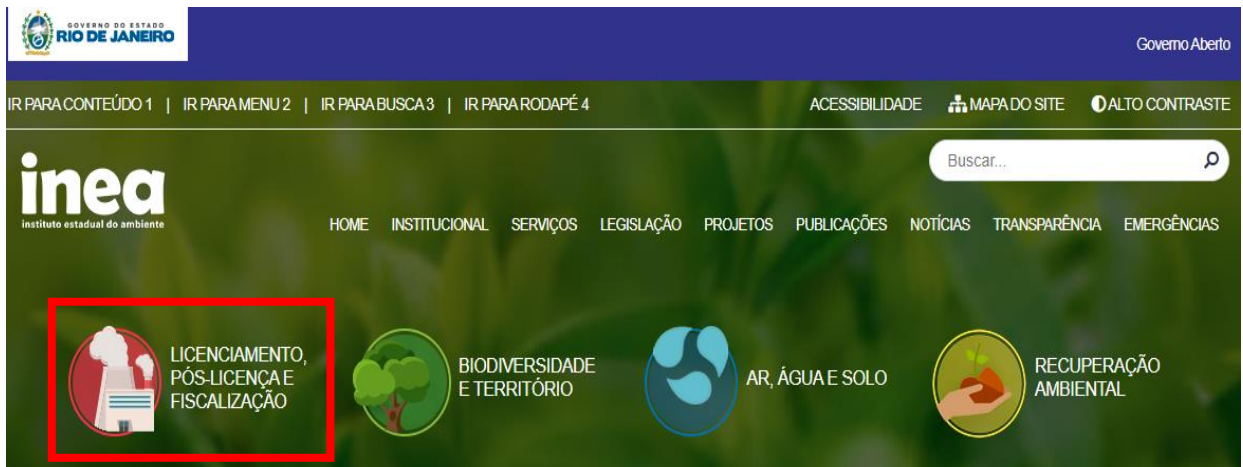 GOVERNO DO ESTADO
RIO DE JANEIRO
Governo Aberto
IR PARA CONTEÚDO 1 | IR PARA MENU 2 | IR PARA BUSCA 3 | IR PARA RODAPÉ 4 ACESSIBILIDADE MAPA DO SITE ALTO CONTRASTE
Buscar...
inea
instituto estadual do ambiente
HOME INSTITUCIONAL SERVIÇOS LEGISLAÇÃO PROJETOS PUBLICAÇÕES NOTÍCIAS TRANSPARÊNCIA EMERGÊNCIAS
LICENCIAMENTO,
PÓS-LICENÇA E
FISCALIZAÇÃO
BIODIVERSIDADE
E TERRITÓRIO
AR, ÁGUA E SOLO
RECUPERAÇÃO
AMBIENTAL